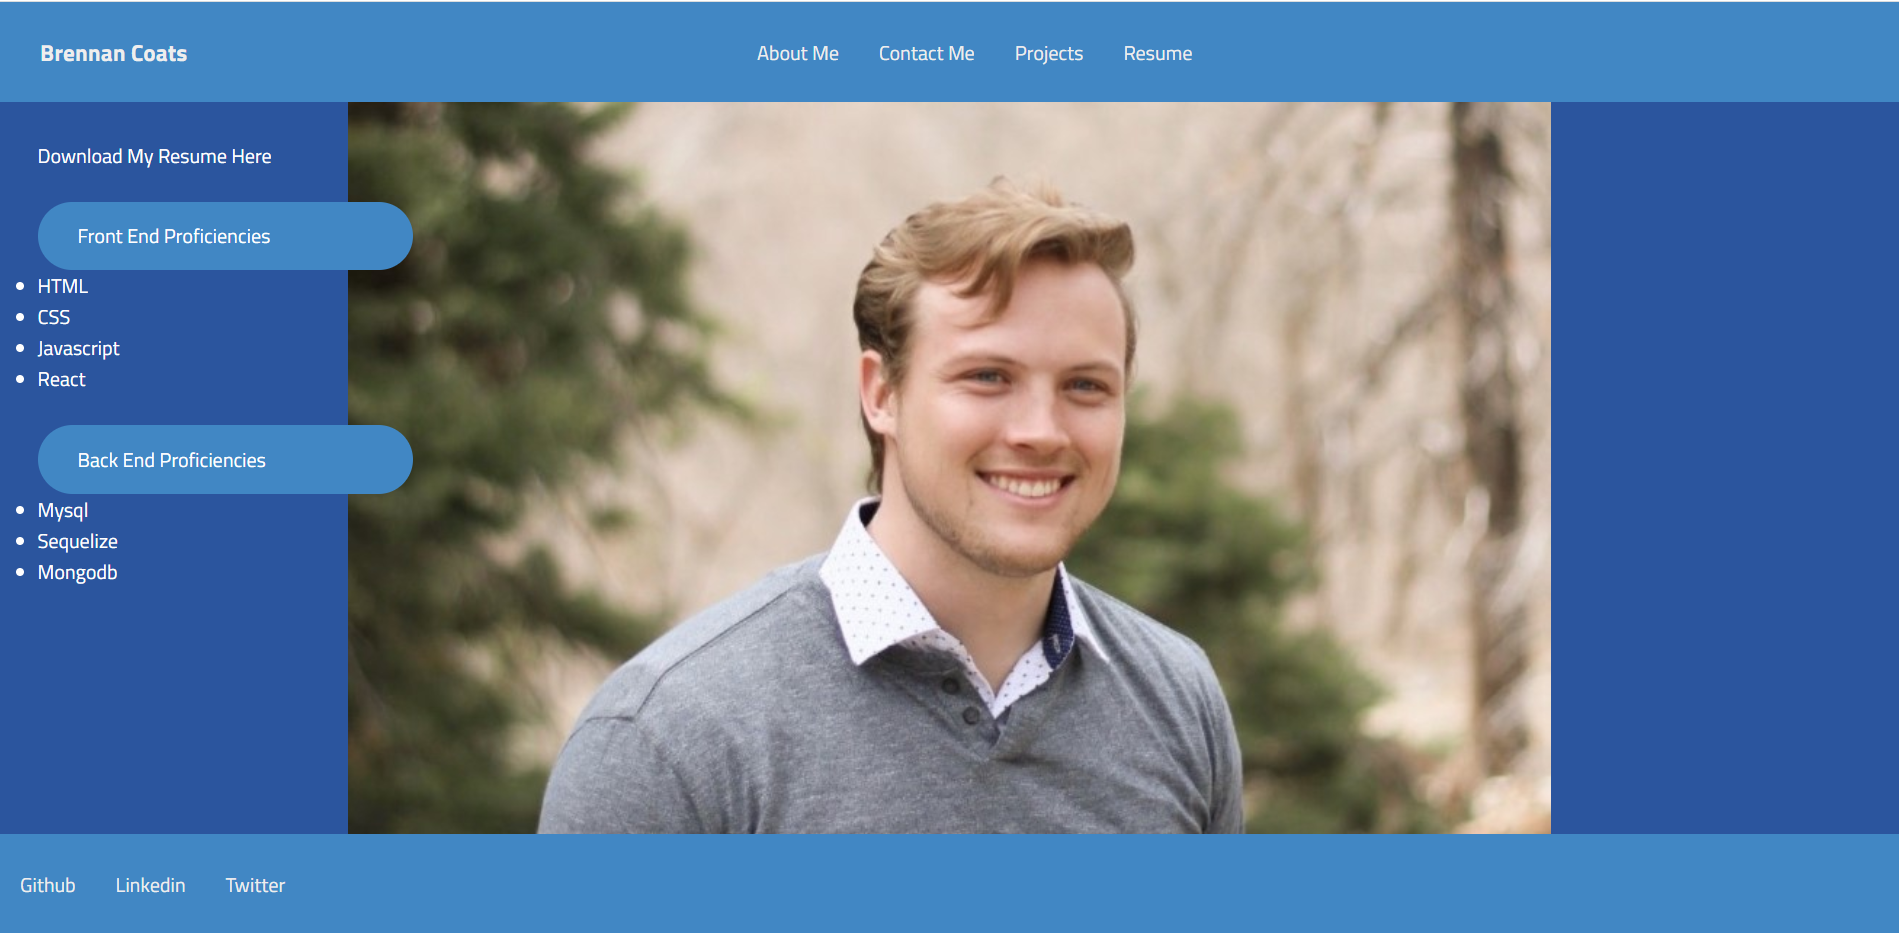 Brennan Coats
About Me Contact Me Projects Resume
Download My Resume Here
Front End Proficiencies
HTML
CSS
Javascript
React
Back End Proficiencies
Mysql
Sequelize
Mongodb
Github Linkedin Twitter